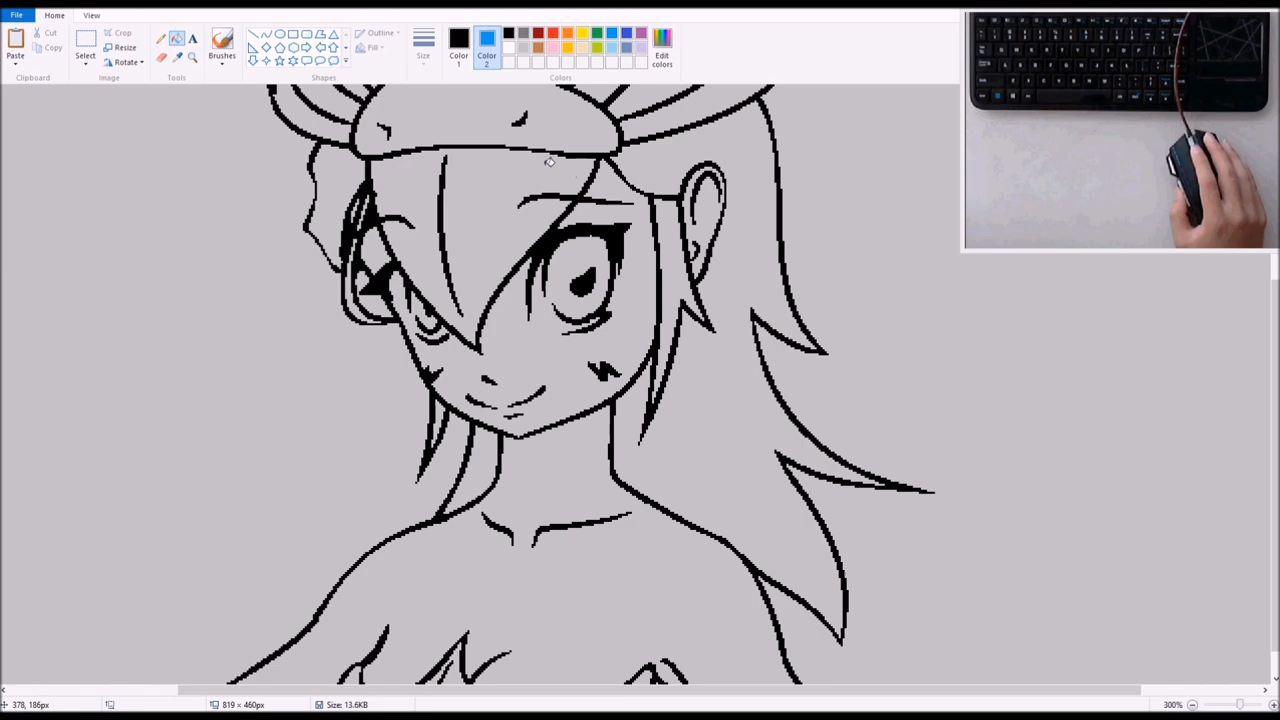 File Home View
Paste
Cut
Copy
Clipboard
Select
Crop
Resize
Rotate
Image
A
Tools
Brushes
Outline
Fill
Shapes
Size
Color
1
Color
2
Edit
colors
Colors
378, 186px
819 × 460px
Size: 13.6KB
300%